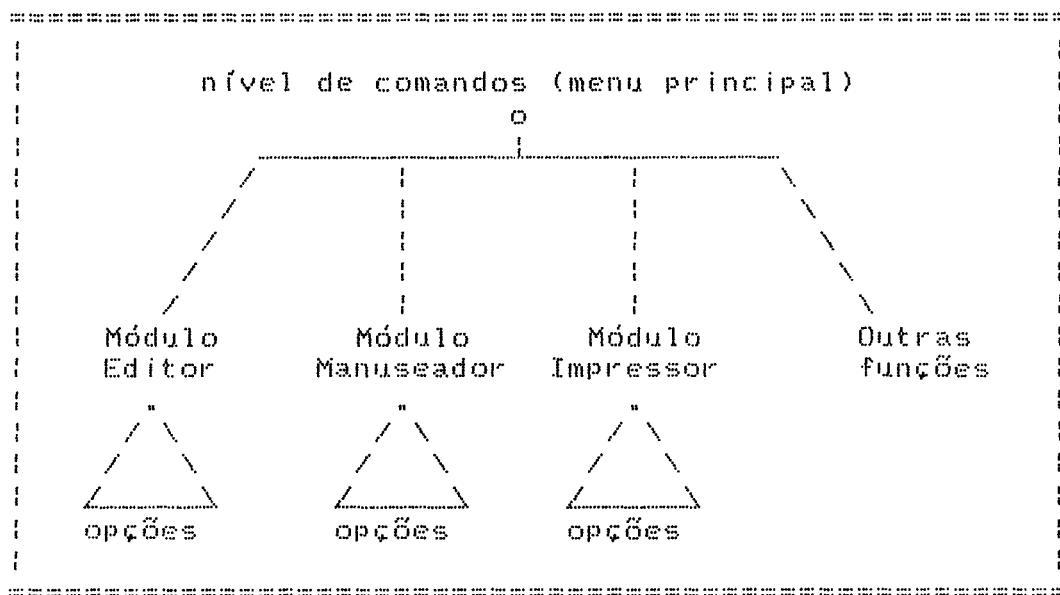 nível de comandos (menu principal)
Módulo Módulo Módulo Outras
Editor Manuseador Impressor funções
opções opções opções